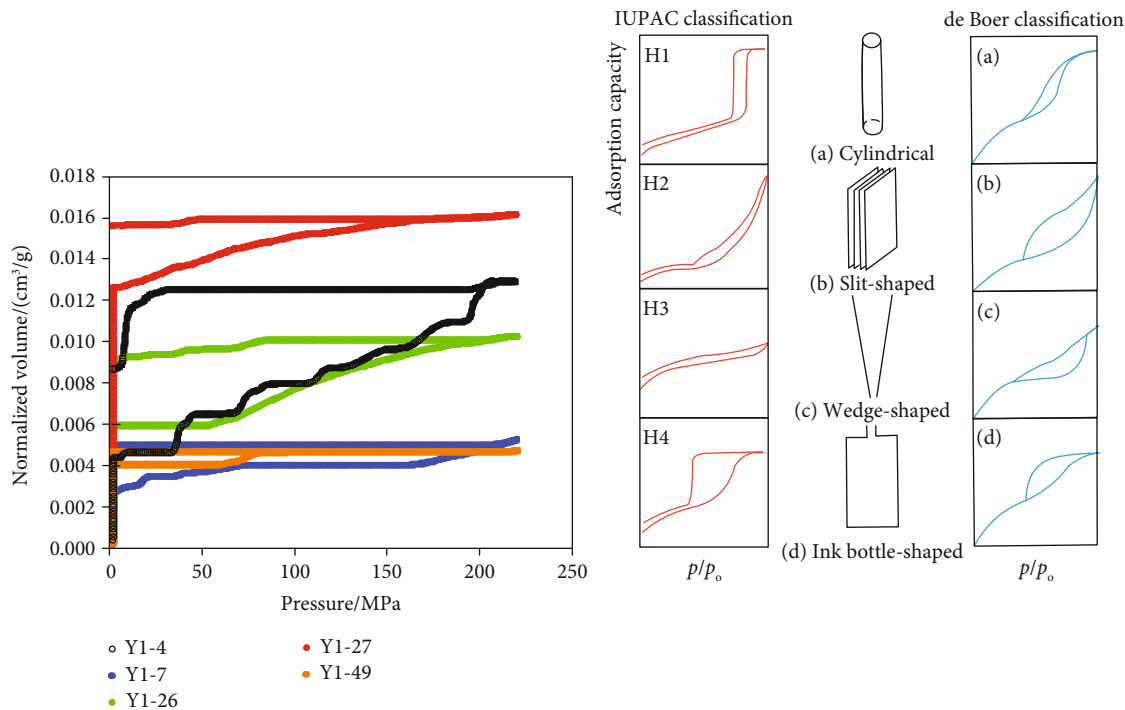 0.018
0.016
0.014
0.012
0.010
0.008
0.006
0.004
0.002
0.000
Normalized volume/(cm³/g)
0 50 100 150 200 250
Pressure/MPa
Y1-4
Y1-7
Y1-26
Y1-27
Y1-49
IUPAC classification
de Boer classification
Adsorption capacity
H1
H2
H3
H4
p/pₒ
(a) Cylindrical
(b) Slit-shaped
(c) Wedge-shaped
(d) Ink bottle-shaped
(a)
(b)
(c)
(d)
p/pₒ